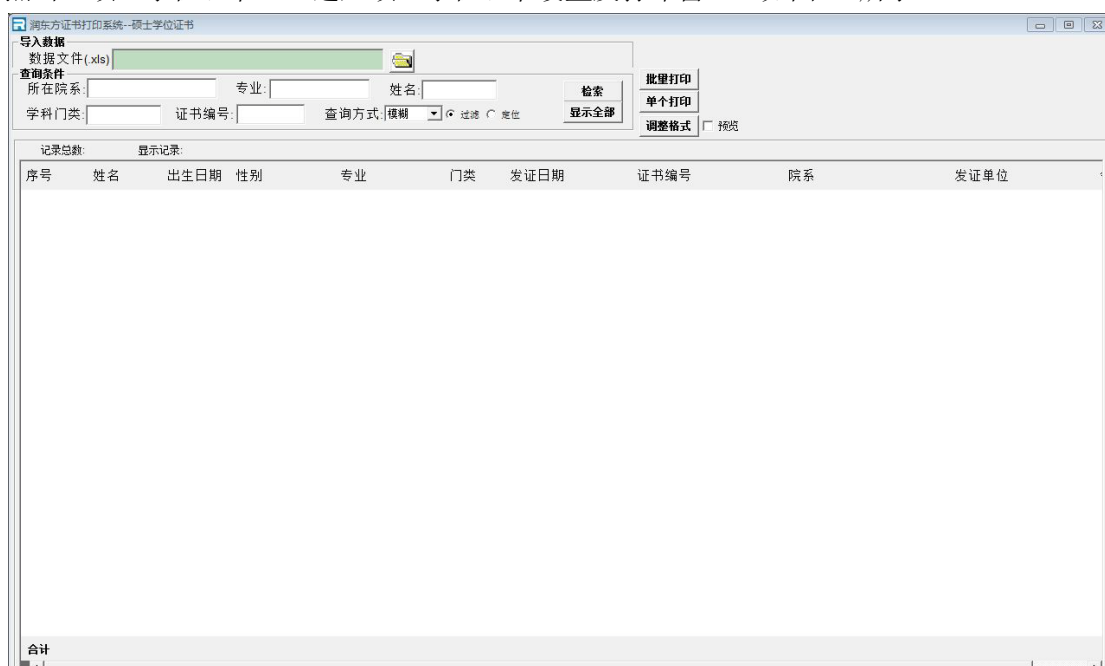 润东方证书打印系统--硕士学位证书
导入数据
数据文件(.xls)
查询条件
所在院系: 专业: 姓名: 检索
学科门类: 证书编号: 查询方式: 模糊 过滤 定位 显示全部
批量打印
单个打印
调整格式 预览
记录总数: 显示记录:
序号 姓名 出生日期 性别 专业 门类 发证日期 证书编号 院系 发证单位
合计